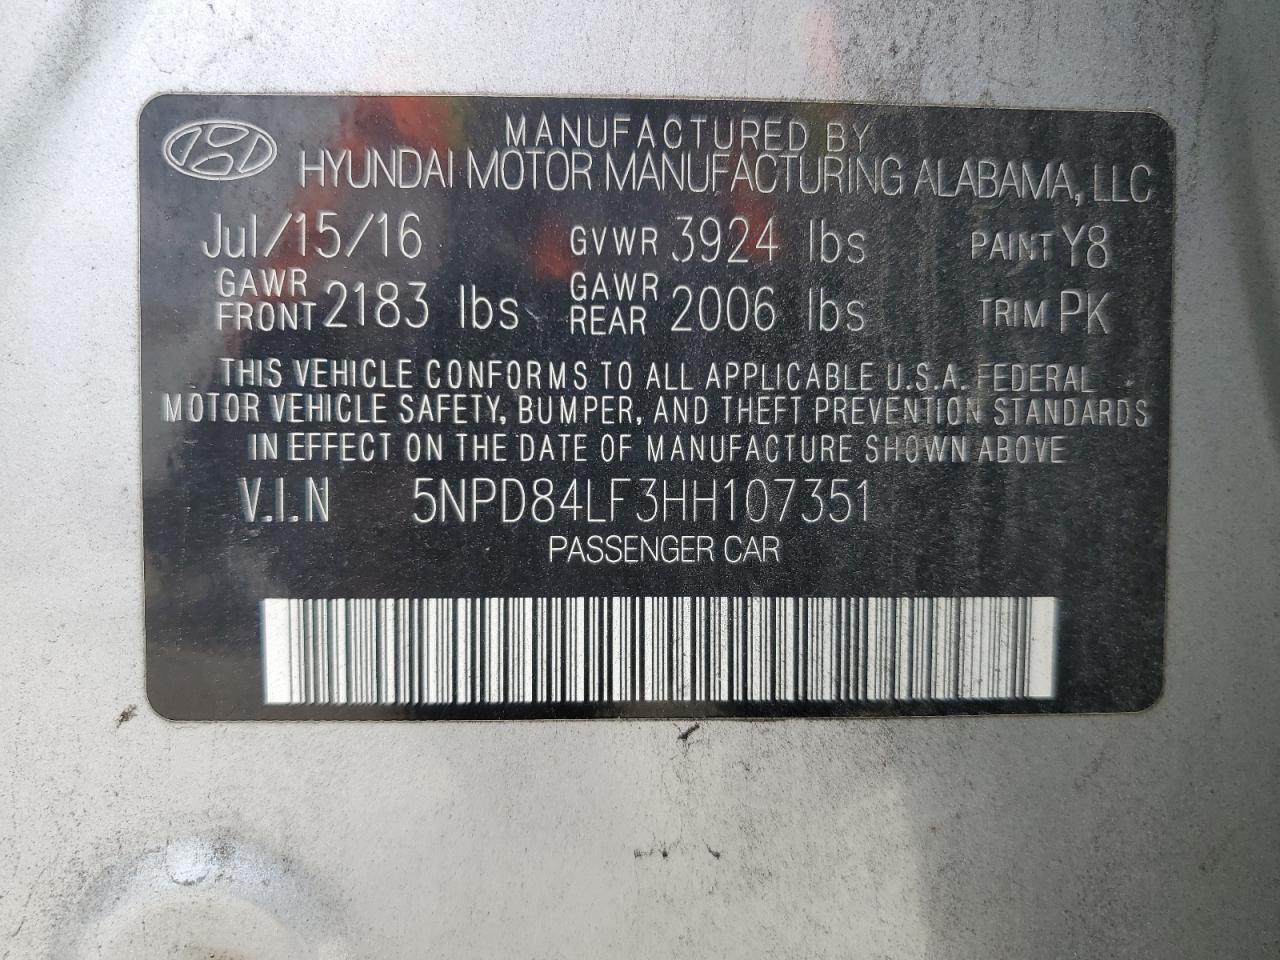 MANUFACTURED BY
HYUNDAI MOTOR MANUFACTURING ALABAMA, LLC
Jul/15/16 GVWR 3924 lbs PAINT Y8
GAWR FRONT 2183 lbs GAWR REAR 2006 lbs TRIM PK
THIS VEHICLE CONFORMS TO ALL APPLICABLE U.S.A. FEDERAL
MOTOR VEHICLE SAFETY, BUMPER, AND THEFT PREVENTION STANDARDS
IN EFFECT ON THE DATE OF MANUFACTURE SHOWN ABOVE
V.I.N 5NPD84LF3HH107351
PASSENGER CAR